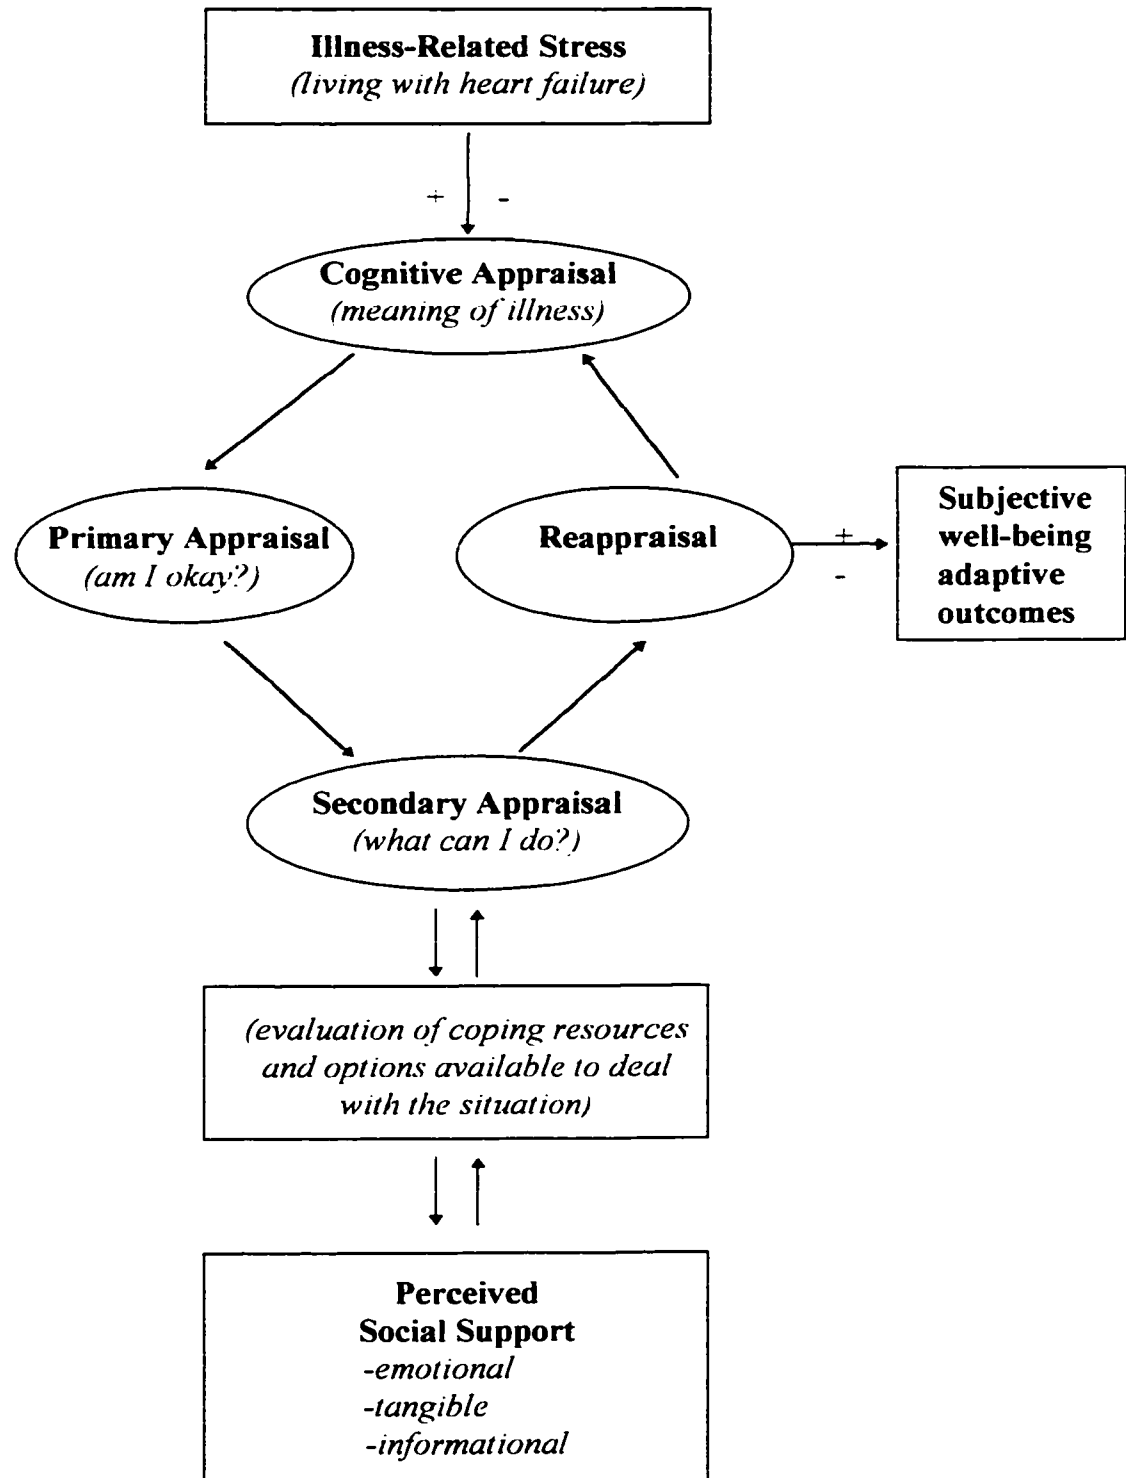 Illness-Related Stress
(living with heart failure)
+ -
Cognitive Appraisal
(meaning of illness)
Primary Appraisal
(am I okay?)
Reappraisal
+
-
Subjective
well-being
adaptive
outcomes
Secondary Appraisal
(what can I do?)
(evaluation of coping resources
and options available to deal
with the situation)
Perceived
Social Support
-emotional
-tangible
-informational